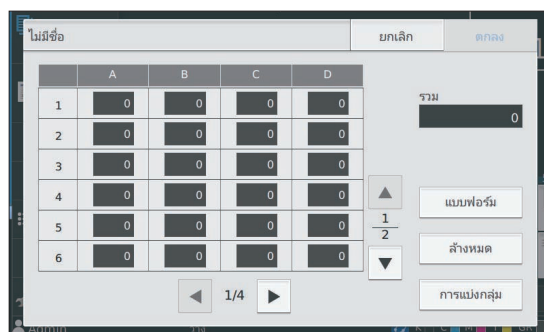 ไม่มีชื่อ ยกเลิก ตกลง
A B C D
รวม
0
1 0 0 0 0
2 0 0 0 0
3 0 0 0 0
4 0 0 0 0
5 0 0 0 0
6 0 0 0 0
1
2
แบบฟอร์ม
ล้างหมด
การแบ่งกลุ่ม
1/4
Admin